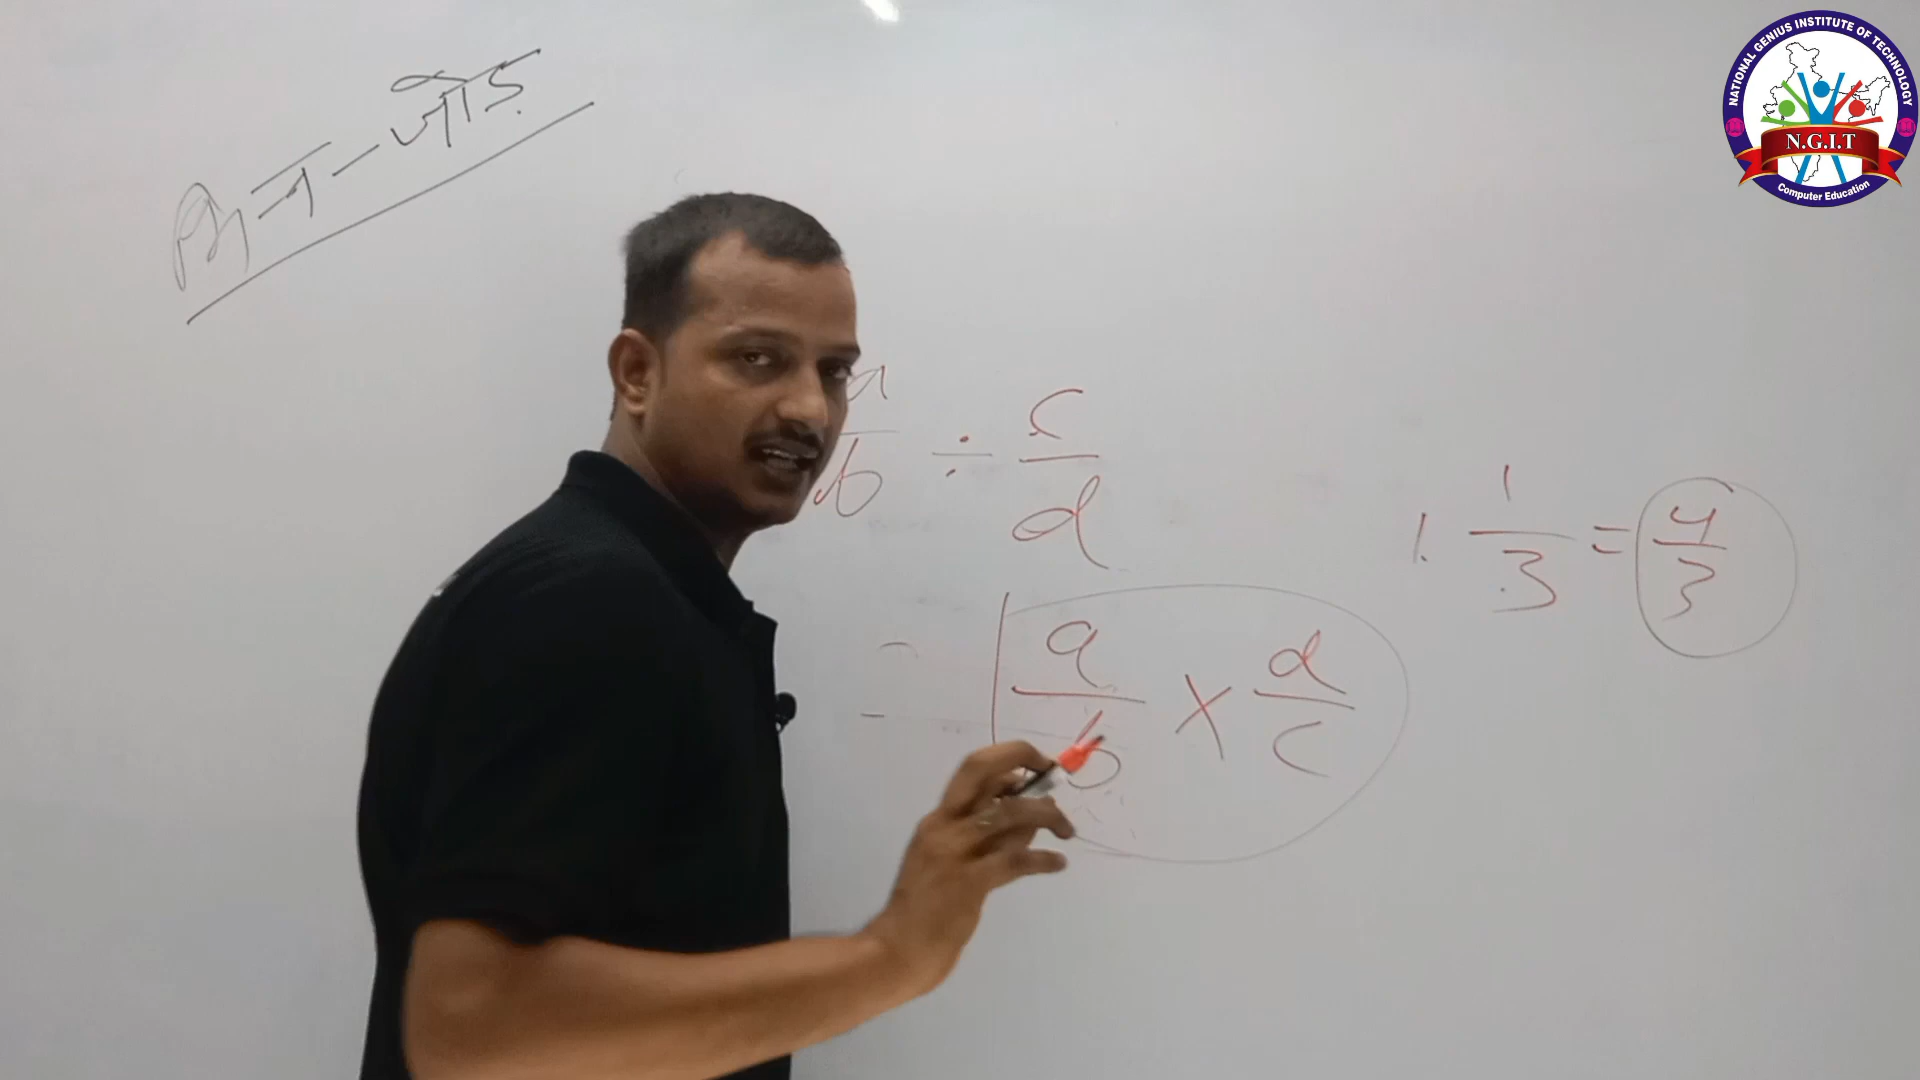 भिन्न - जोड़
a/b ÷ c/d
= a/b × d/c
1. 1/3 = 4/3
NATIONAL GENIUS INSTITUTE OF TECHNOLOGY
N.G.I.T
Computer Education